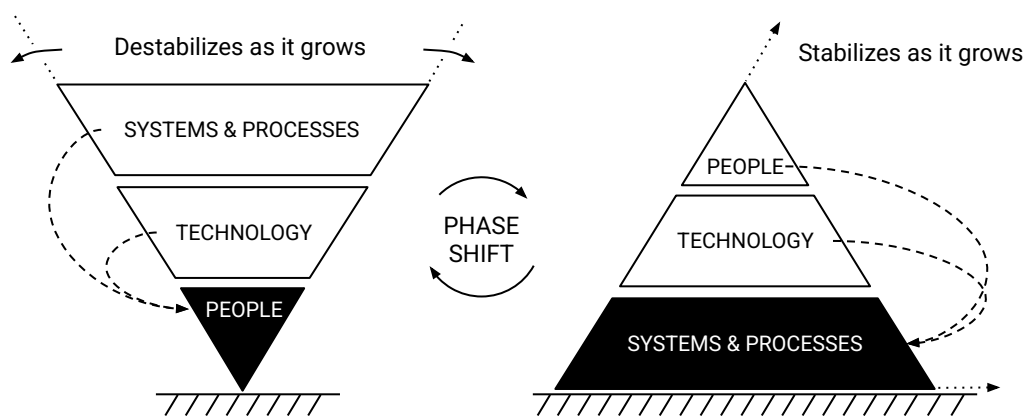 Destabilizes as it grows
SYSTEMS & PROCESSES
TECHNOLOGY
PEOPLE
PHASE
SHIFT
Stabilizes as it grows
PEOPLE
TECHNOLOGY
SYSTEMS & PROCESSES